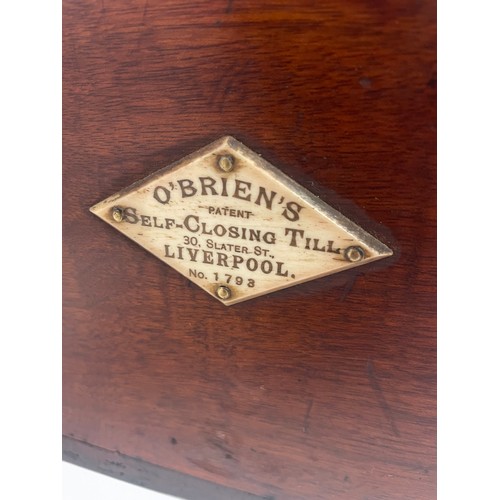 O'BRIEN'S
PATENT
SELF-CLOSING TILL,
30, SLATER ST.,
LIVERPOOL.
No. 1793